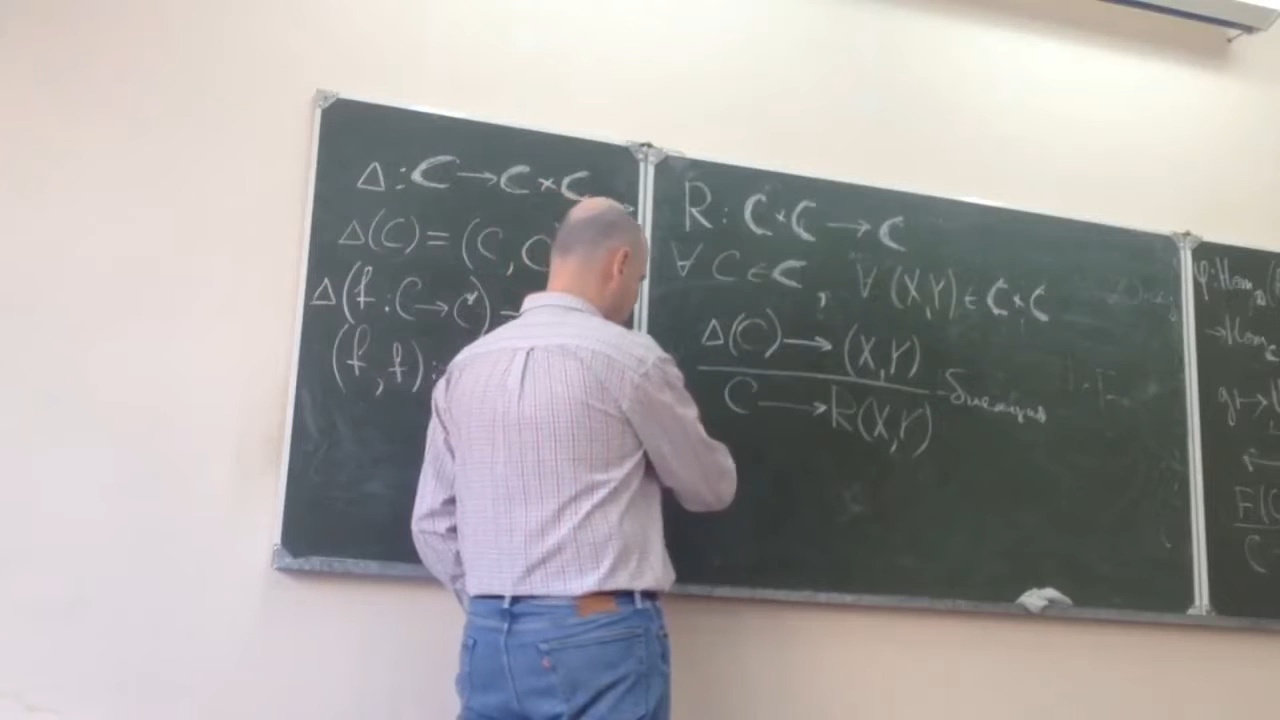 Δ : C → C × C
Δ(C) = (C, C
Δ(f : C → C') =
(f, f) :
R : C × C → C
∀ C ∈ C, ∀ (X,Y) ∈ C × C
Δ(C) → (X,Y)
C → R(X,Y)
- биекция
φ : Hom
→ Hom
g ↦
F(C
C